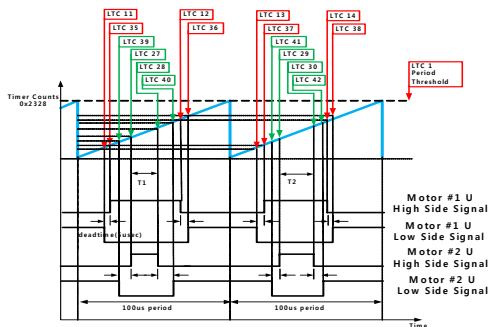 LTC 11
LTC 12
LTC 13
LTC 14
LTC 35
LTC 36
LTC 37
LTC 38
LTC 39
LTC 41
LTC 27
LTC 29
LTC 28
LTC 30
LTC 40
LTC 42
LTC 1
Period
Threshold
Timer Counts
0x2328
T1
T2
Motor #1 U
High Side Signal
Motor #1 U
Low Side Signal
deadtime(5usec)
Motor #2 U
High Side Signal
Motor #2 U
Low Side Signal
100us period
100us period
Time